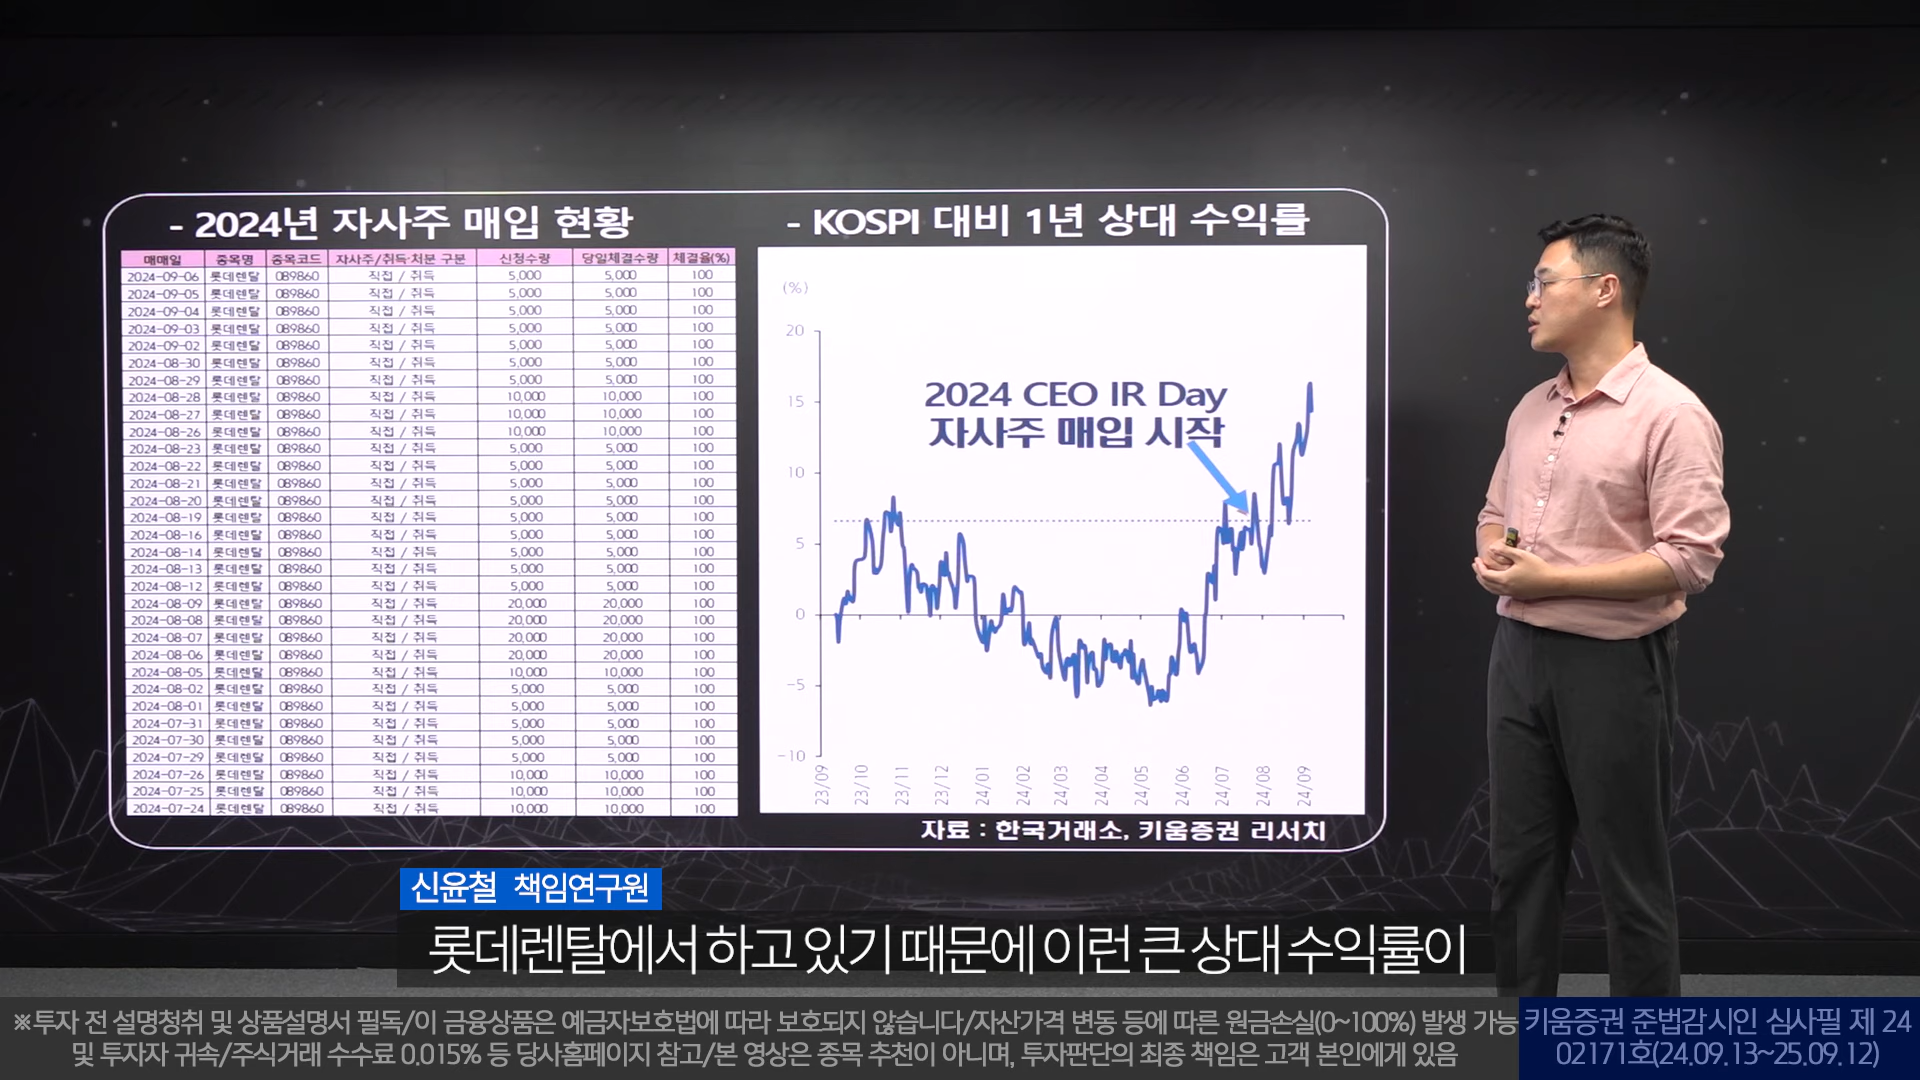 - 2024년 자사주 매입 현황
매매일 종목명 종목코드 자사주/취득·처분 구분 신청수량 당일체결수량 체결율(%)
2024-09-06 롯데렌탈 089860 직접 / 취득 5,000 5,000 100
2024-09-05 롯데렌탈 089860 직접 / 취득 5,000 5,000 100
2024-09-04 롯데렌탈 089860 직접 / 취득 5,000 5,000 100
2024-09-03 롯데렌탈 089860 직접 / 취득 5,000 5,000 100
2024-09-02 롯데렌탈 089860 직접 / 취득 5,000 5,000 100
2024-08-30 롯데렌탈 089860 직접 / 취득 5,000 5,000 100
2024-08-29 롯데렌탈 089860 직접 / 취득 5,000 5,000 100
2024-08-28 롯데렌탈 089860 직접 / 취득 10,000 10,000 100
2024-08-27 롯데렌탈 089860 직접 / 취득 10,000 10,000 100
2024-08-26 롯데렌탈 089860 직접 / 취득 10,000 10,000 100
2024-08-23 롯데렌탈 089860 직접 / 취득 5,000 5,000 100
2024-08-22 롯데렌탈 089860 직접 / 취득 5,000 5,000 100
2024-08-21 롯데렌탈 089860 직접 / 취득 5,000 5,000 100
2024-08-20 롯데렌탈 089860 직접 / 취득 5,000 5,000 100
2024-08-19 롯데렌탈 089860 직접 / 취득 5,000 5,000 100
2024-08-16 롯데렌탈 089860 직접 / 취득 5,000 5,000 100
2024-08-14 롯데렌탈 089860 직접 / 취득 5,000 5,000 100
2024-08-13 롯데렌탈 089860 직접 / 취득 5,000 5,000 100
2024-08-12 롯데렌탈 089860 직접 / 취득 5,000 5,000 100
2024-08-09 롯데렌탈 089860 직접 / 취득 20,000 20,000 100
2024-08-08 롯데렌탈 089860 직접 / 취득 20,000 20,000 100
2024-08-07 롯데렌탈 089860 직접 / 취득 20,000 20,000 100
2024-08-06 롯데렌탈 089860 직접 / 취득 20,000 20,000 100
2024-08-05 롯데렌탈 089860 직접 / 취득 10,000 10,000 100
2024-08-02 롯데렌탈 089860 직접 / 취득 5,000 5,000 100
2024-08-01 롯데렌탈 089860 직접 / 취득 5,000 5,000 100
2024-07-31 롯데렌탈 089860 직접 / 취득 5,000 5,000 100
2024-07-30 롯데렌탈 089860 직접 / 취득 5,000 5,000 100
2024-07-29 롯데렌탈 089860 직접 / 취득 5,000 5,000 100
2024-07-26 롯데렌탈 089860 직접 / 취득 10,000 10,000 100
2024-07-25 롯데렌탈 089860 직접 / 취득 10,000 10,000 100
2024-07-24 롯데렌탈 089860 직접 / 취득 10,000 10,000 100
- KOSPI 대비 1년 상대 수익률
(%)
20
15
10
5
0
-5
-10
2024 CEO IR Day
자사주 매입 시작
23/09 23/10 23/11 23/12 24/01 24/02 24/03 24/04 24/05 24/06 24/07 24/08 24/09
자료 : 한국거래소, 키움증권 리서치
신윤철 책임연구원
롯데렌탈에서 하고 있기 때문에 이런 큰 상대 수익률이
※투자 전 설명청취 및 상품설명서 필독/이 금융상품은 예금자보호법에 따라 보호되지 않습니다/자산가격 변동 등에 따른 원금손실(0~100%) 발생 가능
및 투자자 귀속/주식거래 수수료 0.015% 등 당사홈페이지 참고/본 영상은 종목 추천이 아니며, 투자판단의 최종 책임은 고객 본인에게 있음
키움증권 준법감시인 심사필 제 24
02171호(24.09.13~25.09.12)